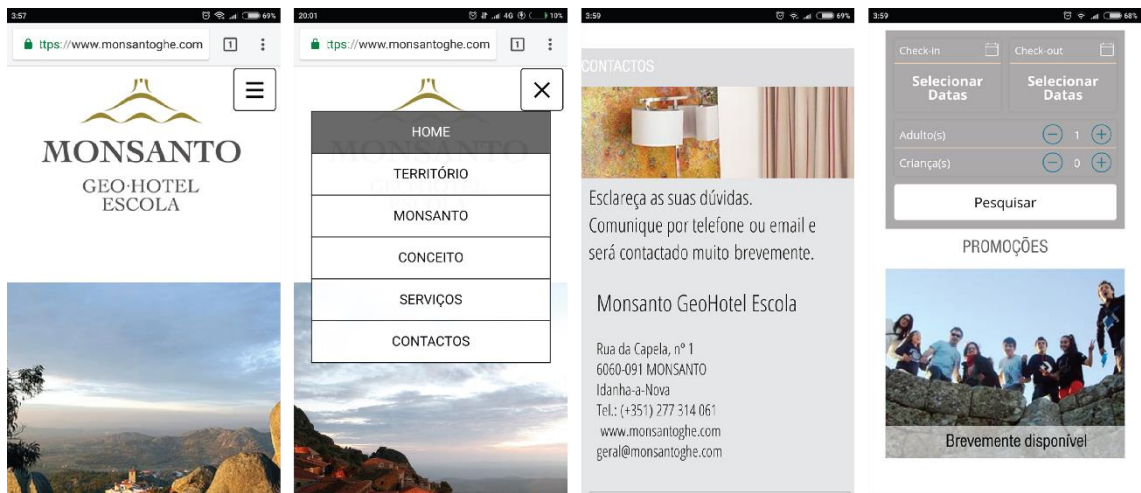 3:57
69%
ttps://www.monsantoghe.com
1
MONSANTO
GEO·HOTEL
ESCOLA
20:01
4G
10%
ttps://www.monsantoghe.com
1
HOME
TERRITÓRIO
MONSANTO
CONCEITO
SERVIÇOS
CONTACTOS
3:59
69%
CONTACTOS
Esclareça as suas dúvidas.
Comunique por telefone ou email e
será contactado muito brevemente.
Monsanto GeoHotel Escola
Rua da Capela, nº 1
6060-091 MONSANTO
Idanha-a-Nova
Tel.: (+351) 277 314 061
www.monsantoghe.com
geral@monsantoghe.com
3:59
68%
Check-in
Check-out
Selecionar
Datas
Selecionar
Datas
Adulto(s)
1
Criança(s)
0
Pesquisar
PROMOÇÕES
Brevemente disponível